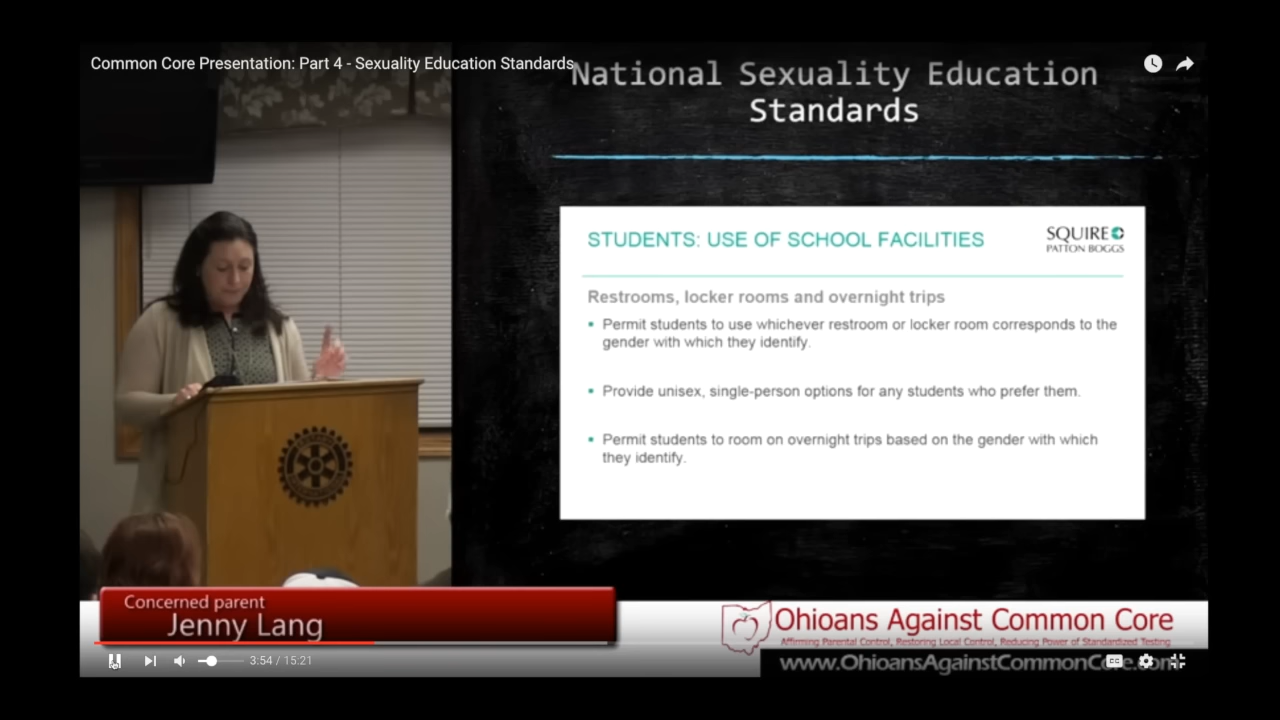 Common Core Presentation: Part 4 - Sexuality Education Standards
National Sexuality Education
Standards
STUDENTS: USE OF SCHOOL FACILITIES
SQUIRE
PATTON BOGGS
Restrooms, locker rooms and overnight trips
• Permit students to use whichever restroom or locker room corresponds to the
gender with which they identify.
• Provide unisex, single-person options for any students who prefer them.
• Permit students to room on overnight trips based on the gender with which
they identify.
Concerned parent
Jenny Lang
Ohioans Against Common Core
Affirming Parental Control, Restoring Local Control, Reducing Power of Standardized Testing
www.OhioansAgainstCommonCore.com
3:54 / 15:21
CC